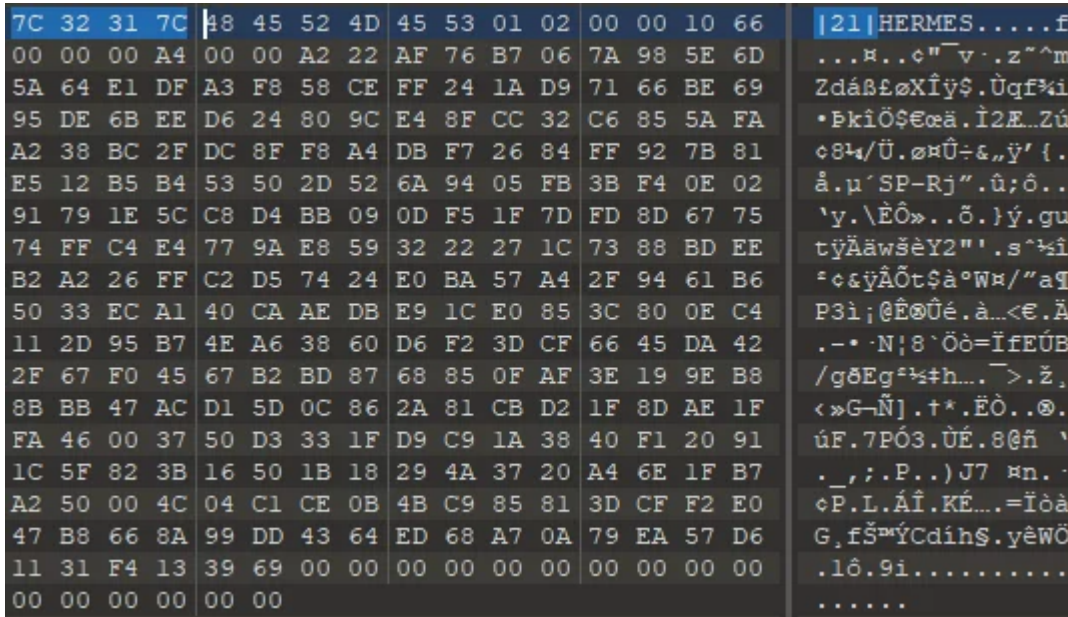 7C 32 31 7C 48 45 52 4D 45 53 01 02 00 00 10 66 |21|HERMES.....f
00 00 00 A4 00 00 A2 22 AF 76 B7 06 7A 98 5E 6D ...¤..¢"¯v·.z˜^m
5A 64 E1 DF A3 F8 58 CE FF 24 1A D9 71 66 BE 69 Zdáß£øXÎÿ$.Ùqf¾i
95 DE 6B EE D6 24 80 9C E4 8F CC 32 C6 85 5A FA •ÞkîÖ$€œä.Ì2Æ…Zú
A2 38 BC 2F DC 8F F8 A4 DB F7 26 84 FF 92 7B 81 ¢8¼/Ü.ø¤Û÷&„ÿ’{.
E5 12 B5 B4 53 50 2D 52 6A 94 05 FB 3B F4 0E 02 å.µ´SP-Rj”.û;ô..
91 79 1E 5C C8 D4 BB 09 0D F5 1F 7D FD 8D 67 75 ‘y.\ÈÔ»..õ.}ý.gu
74 FF C4 E4 77 9A E8 59 32 22 27 1C 73 88 BD EE tÿÄäwšèY2"'.sˆ½î
B2 A2 26 FF C2 D5 74 24 E0 BA 57 A4 2F 94 61 B6 ²¢&ÿÂÕt$àºW¤/”a¶
50 33 EC A1 40 CA AE DB E9 1C E0 85 3C 80 0E C4 P3ì¡@Ê®Ûé.à…<€.Ä
11 2D 95 B7 4E A6 38 60 D6 F2 3D CF 66 45 DA 42 .-•·N¦8`Öò=ÏfEÚB
2F 67 F0 45 67 B2 BD 87 68 85 0F AF 3E 19 9E B8 /gðEg²½‡h….¯>.ž¸
8B BB 47 AC D1 5D 0C 86 2A 81 CB D2 1F 8D AE 1F ‹»G¬Ñ].†*.ËÒ..®.
FA 46 00 37 50 D3 33 1F D9 C9 1A 38 40 F1 20 91 úF.7PÓ3.ÙÉ.8@ñ ‘
1C 5F 82 3B 16 50 1B 18 29 4A 37 20 A4 6E 1F B7 ._‚;.P..)J7 ¤n.·
A2 50 00 4C 04 C1 CE 0B 4B C9 85 81 3D CF F2 E0 ¢P.L.ÁÎ.KÉ….=Ïòà
47 B8 66 8A 99 DD 43 64 ED 68 A7 0A 79 EA 57 D6 G¸fŠ™ÝCdíh§.yêWÖ
11 31 F4 13 39 69 00 00 00 00 00 00 00 00 00 00 .1ô.9i..........
00 00 00 00 00 00 ......